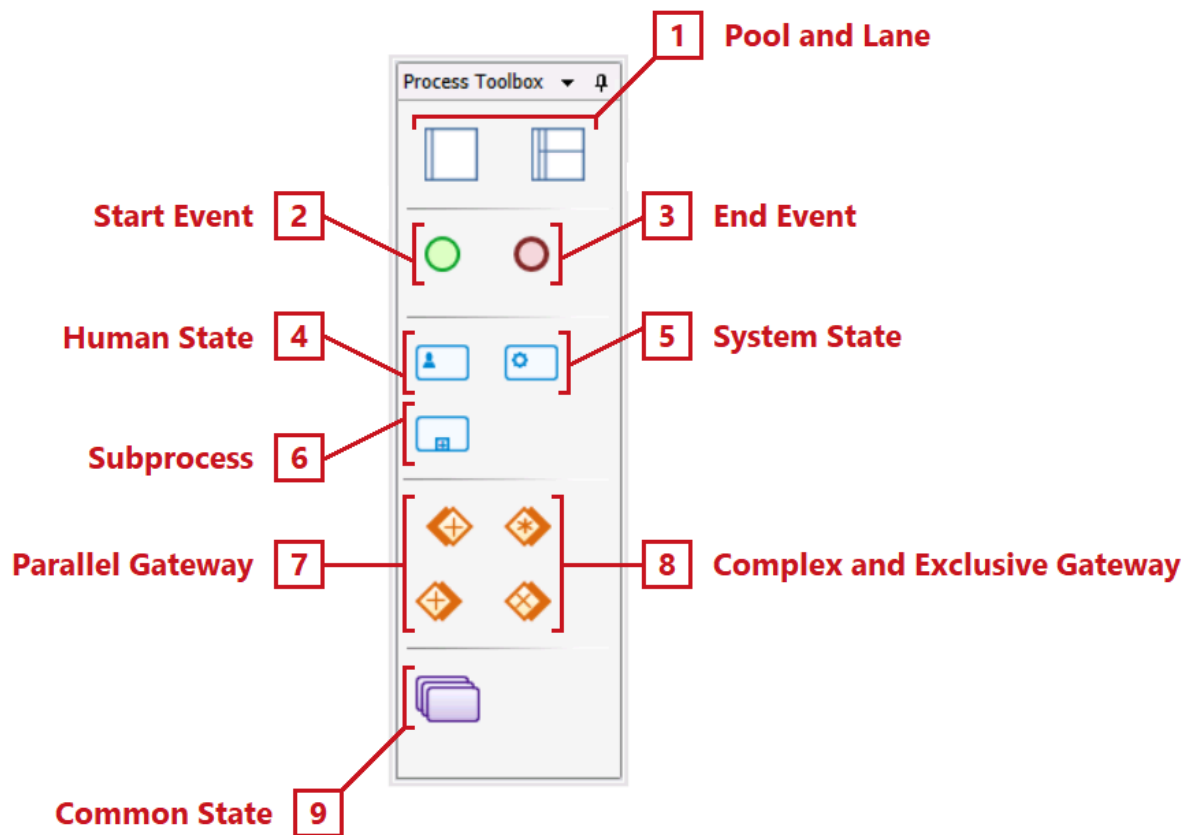 1 Pool and Lane
Process Toolbox
Start Event 2
3 End Event
Human State 4
5 System State
Subprocess 6
Parallel Gateway 7
8 Complex and Exclusive Gateway
Common State 9